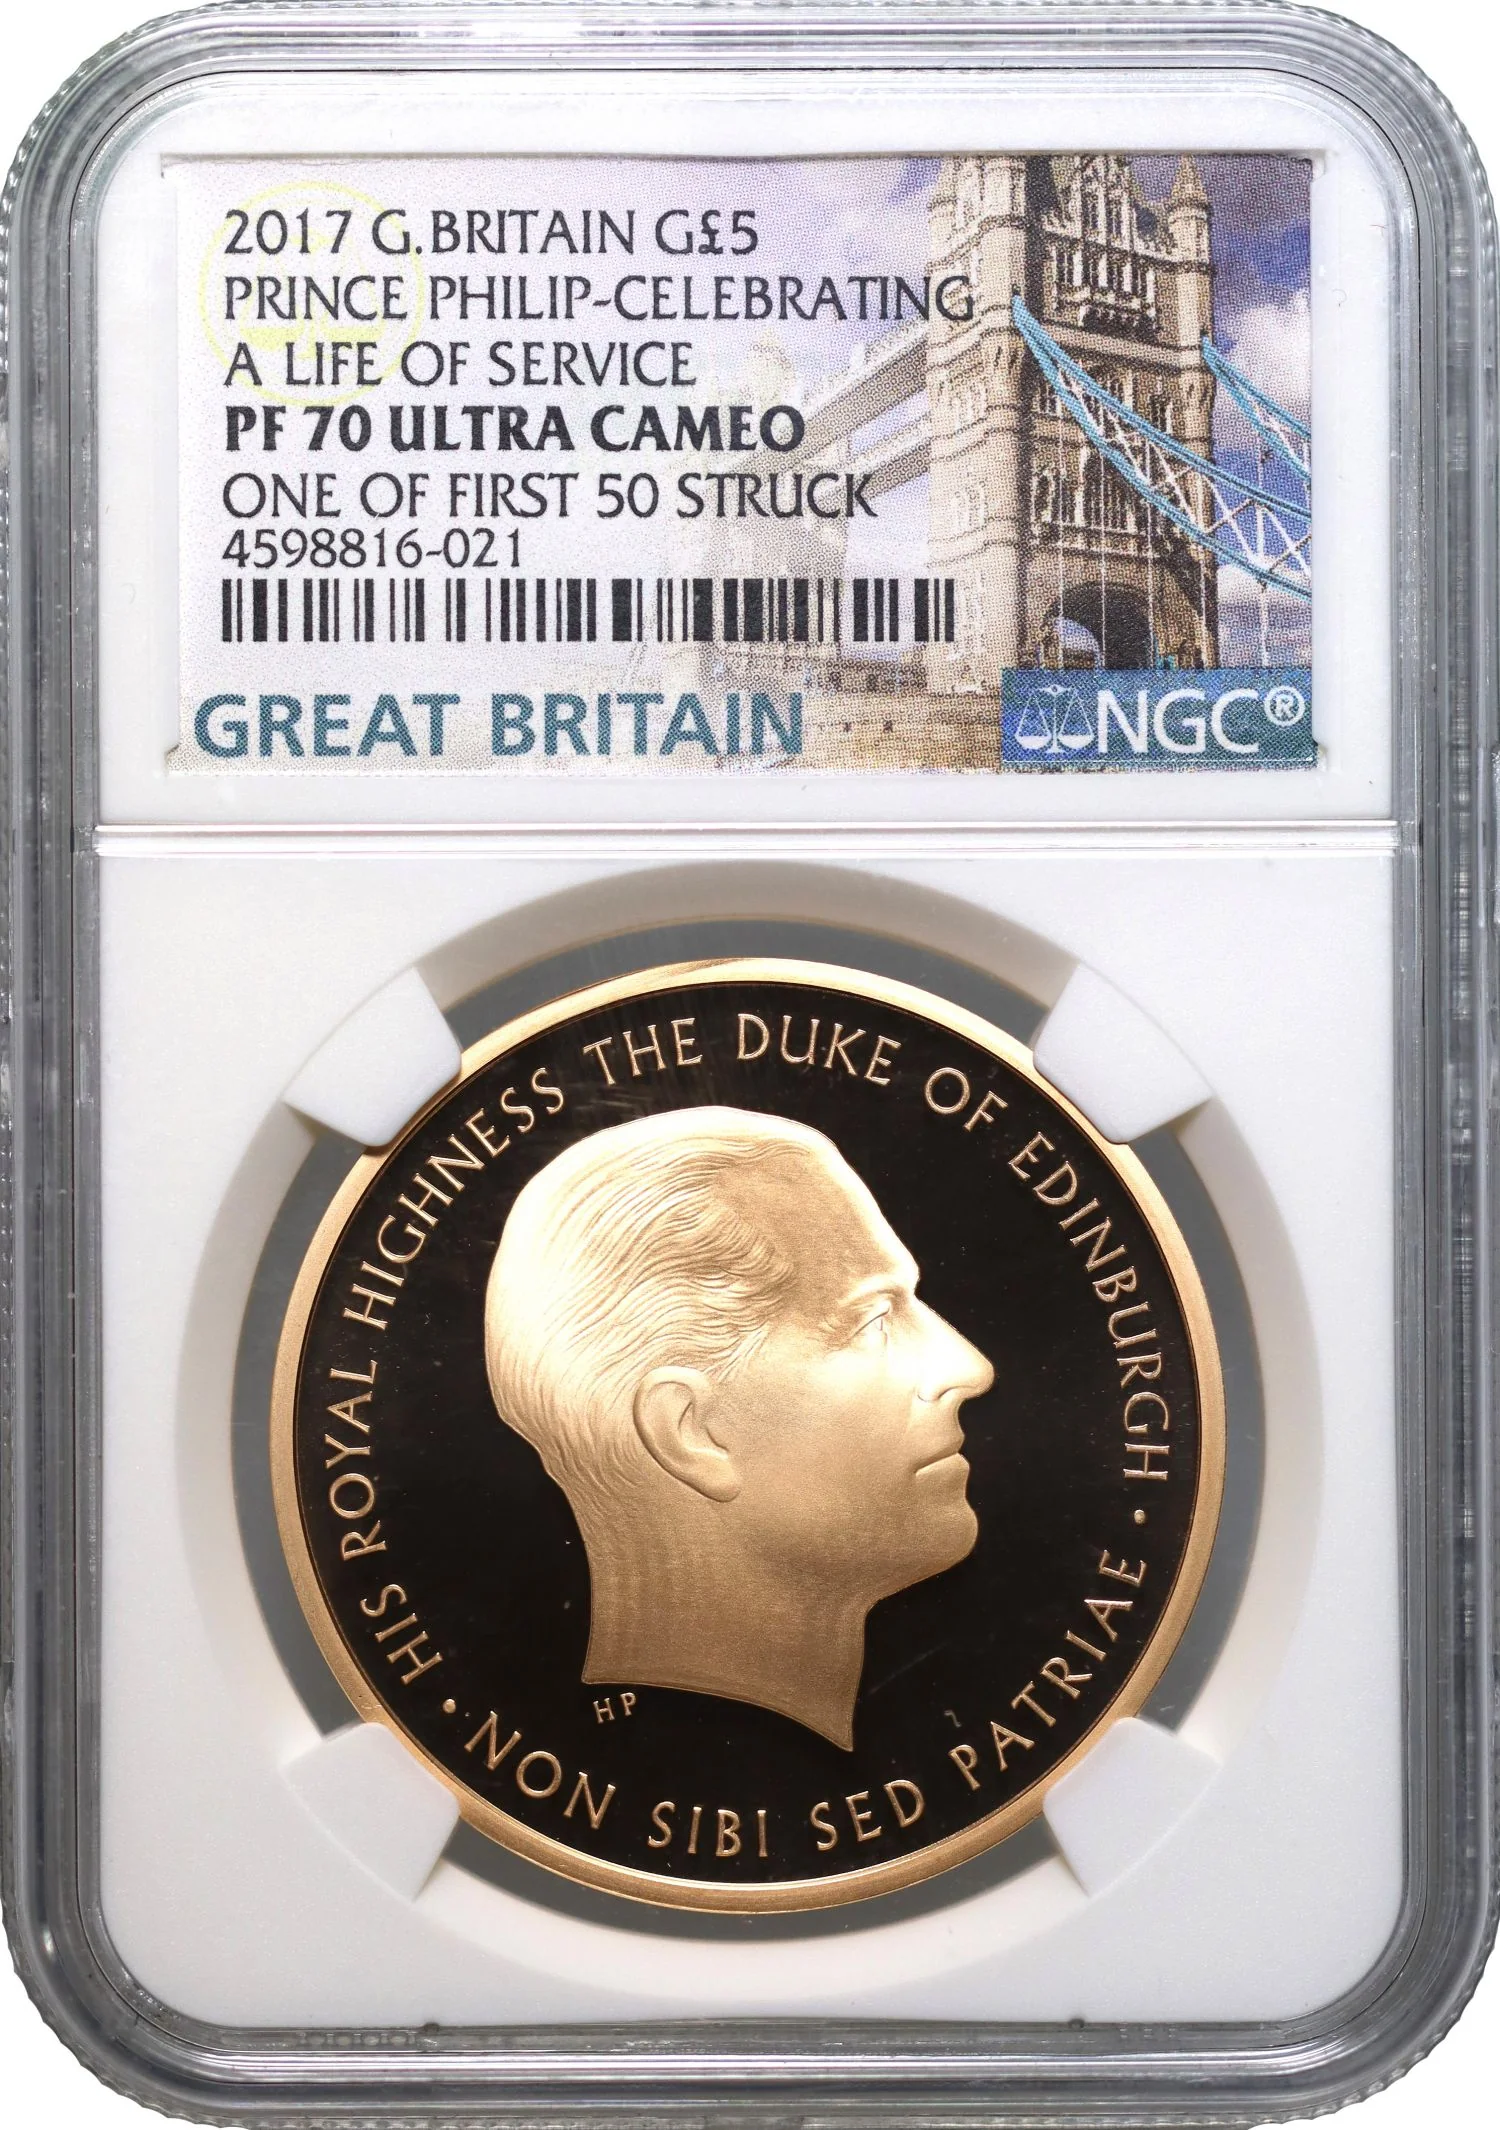 2017 G.BRITAIN G£5
PRINCE PHILIP-CELEBRATING
A LIFE OF SERVICE
PF 70 ULTRA CAMEO
ONE OF FIRST 50 STRUCK
4598816-021
GREAT BRITAIN
NGC®
HIS ROYAL HIGHNESS THE DUKE OF EDINBURGH ·
NON SIBI SED PATRIAE ·
HP